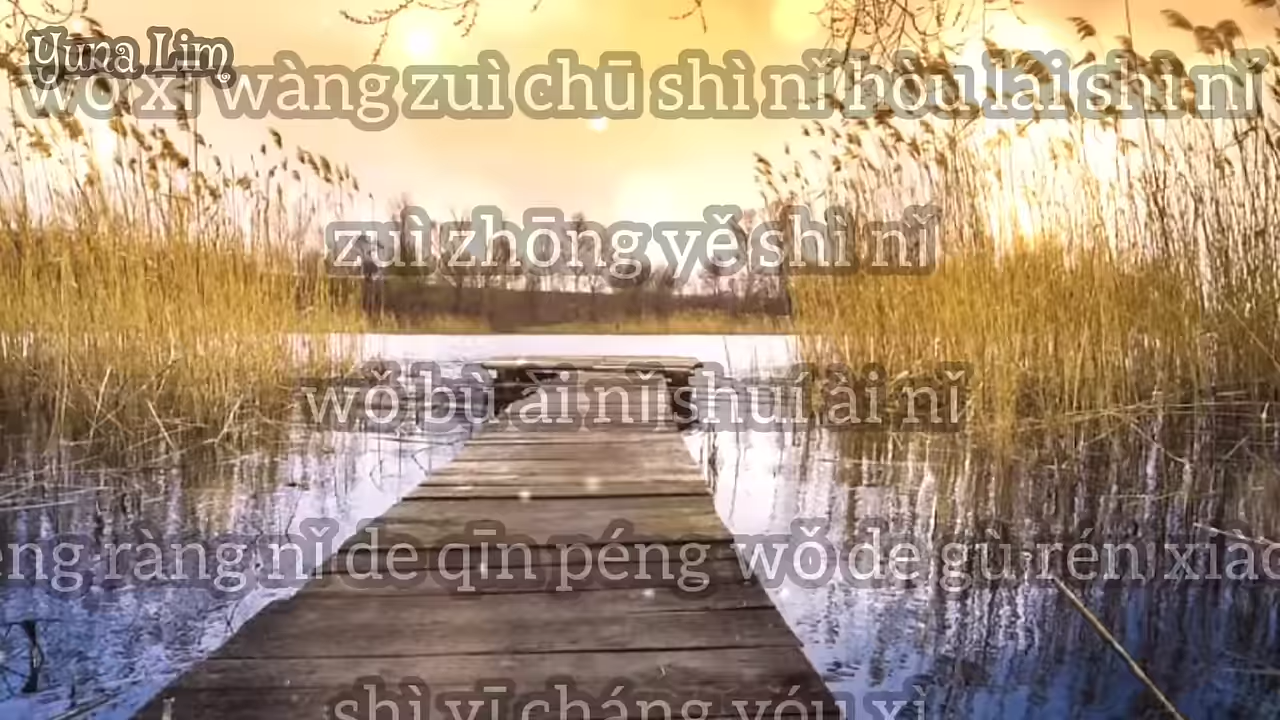 Yuna Lim
wǒ xī wàng zuì chū shì nǐ hòu lái shì nǐ
zuì zhōng yě shì nǐ
wǒ bù ài nǐ shuí ài nǐ
ràng nǐ de qīn péng wǒ de gù rén
shì yī cháng yóu xì